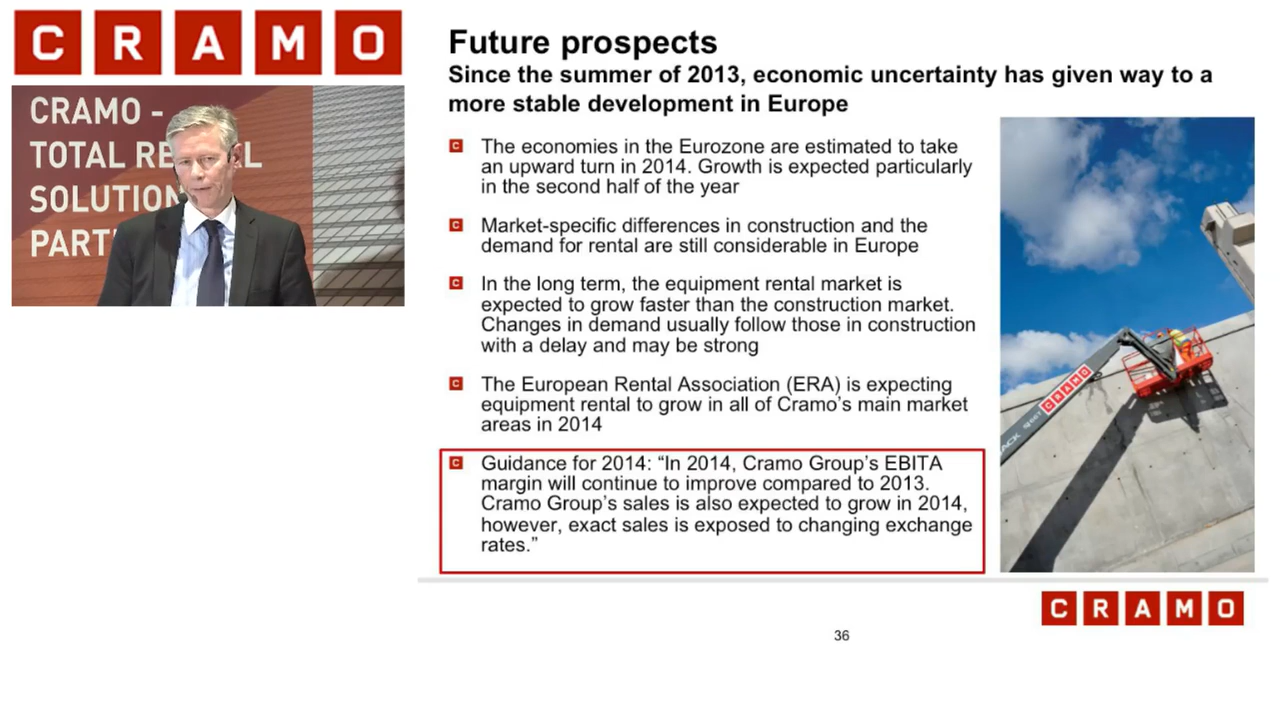 CRAMO
CRAMO -
TOTAL
SOLUTION
Future prospects
Since the summer of 2013, economic uncertainty has given way to a
more stable development in Europe
The economies in the Eurozone are estimated to take
an upward turn in 2014. Growth is expected particularly
in the second half of the year
Market-specific differences in construction and the
demand for rental are still considerable in Europe
In the long term, the equipment rental market is
expected to grow faster than the construction market.
Changes in demand usually follow those in construction
with a delay and may be strong
The European Rental Association (ERA) is expecting
equipment rental to grow in all of Cramo’s main market
areas in 2014
Guidance for 2014: “In 2014, Cramo Group’s EBITA
margin will continue to improve compared to 2013.
Cramo Group’s sales is also expected to grow in 2014,
however, exact sales is exposed to changing exchange
rates.”
CRAMO
CRAMO
36